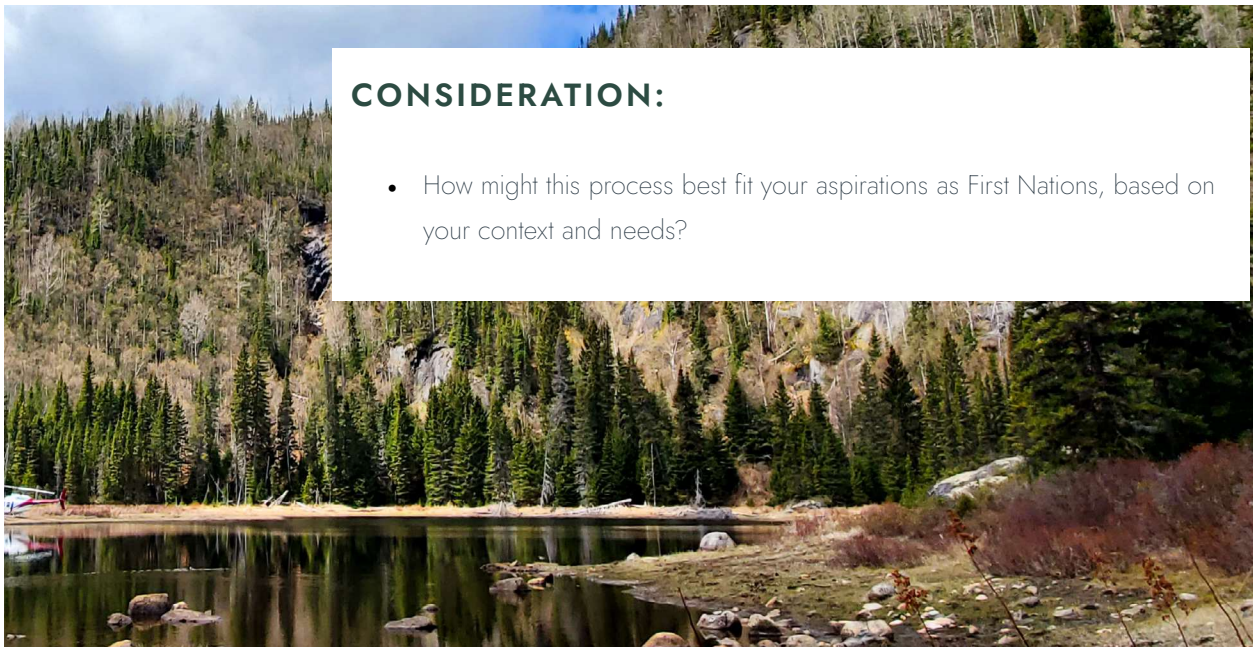 CONSIDERATION:
• How might this process best fit your aspirations as First Nations, based on
your context and needs?